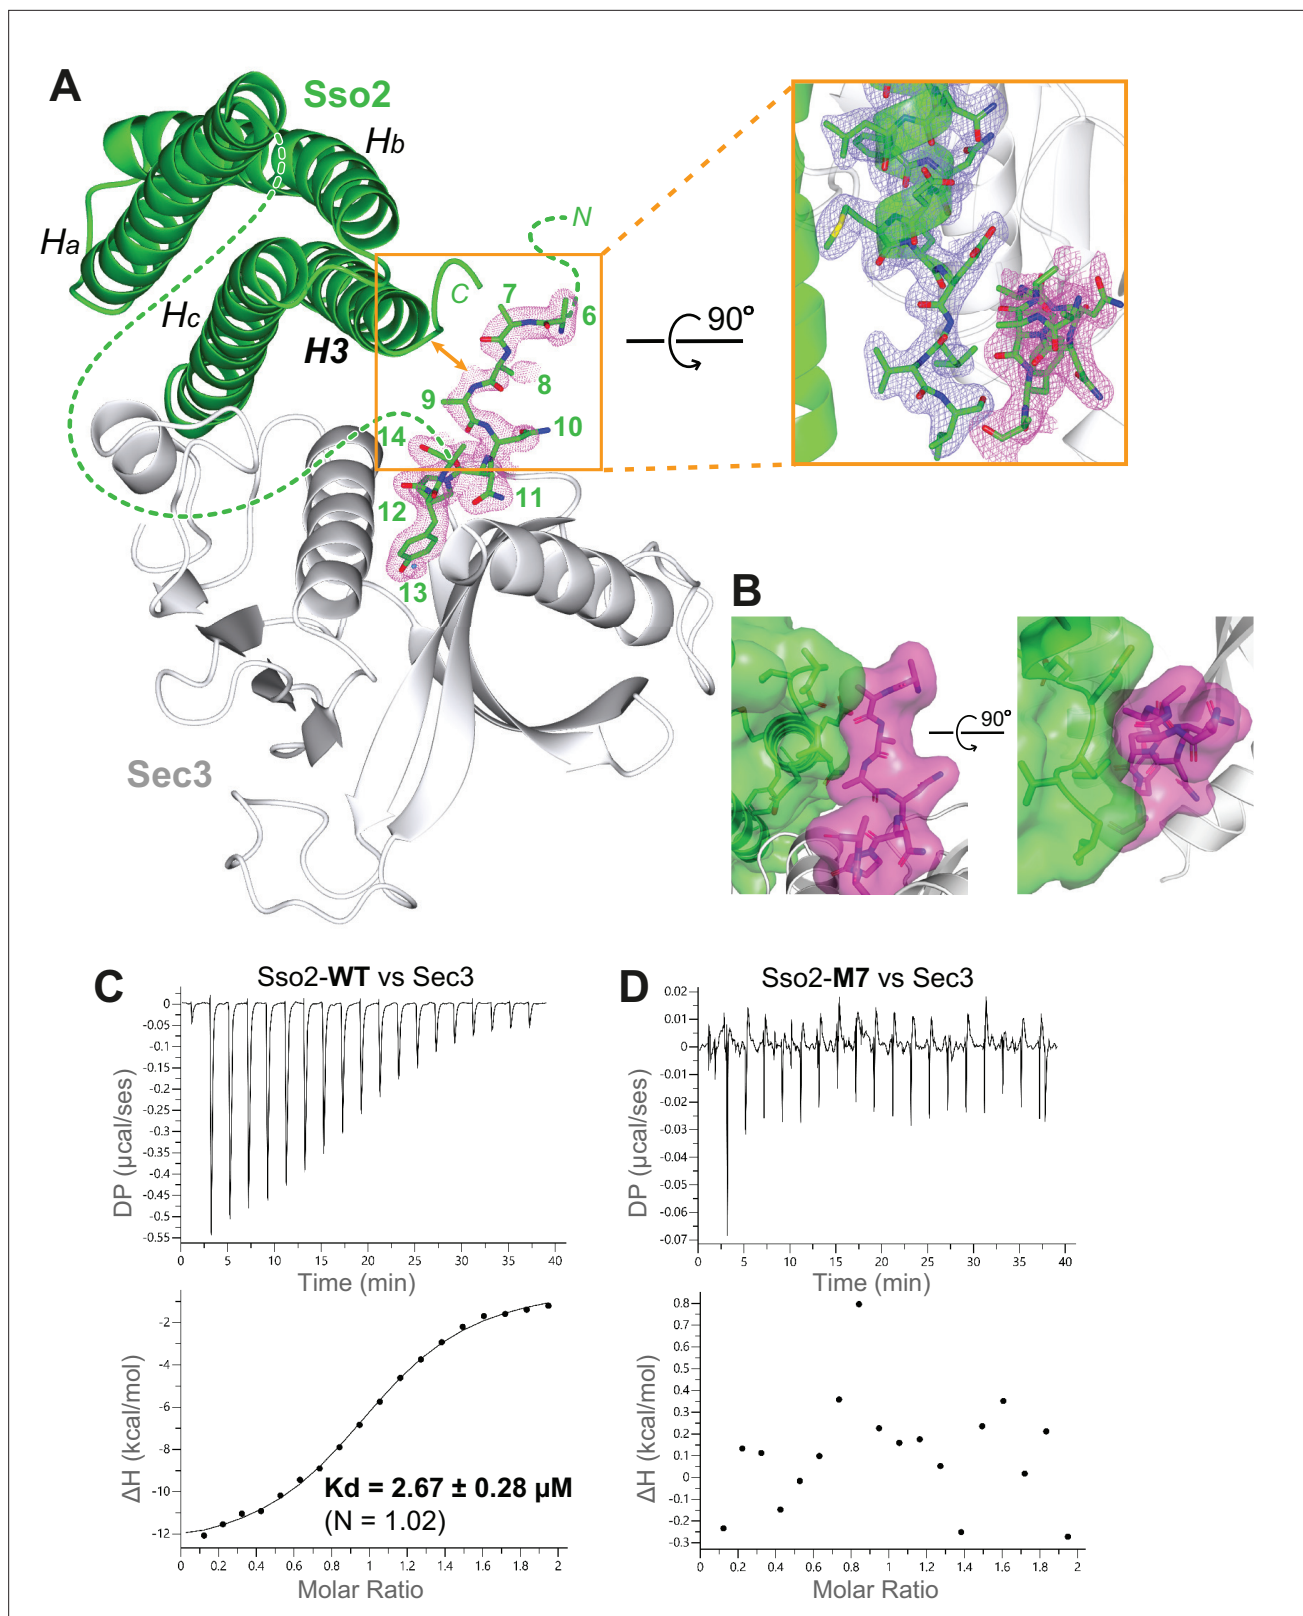 A
Sso2
Hb
Ha
Hc
H3
N
C
7
6
8
9
10
14
11
12
13
Sec3
90°
B
90°
C
Sso2-WT vs Sec3
0
-0.05
-0.1
-0.15
-0.2
-0.25
-0.3
-0.35
-0.4
-0.45
-0.5
-0.55
DP (µcal/ses)
0 5 10 15 20 25 30 35 40
Time (min)
-2
-4
-6
-8
-10
-12
ΔH (kcal/mol)
Kd = 2.67 ± 0.28 µM
(N = 1.02)
0 0.2 0.4 0.6 0.8 1 1.2 1.4 1.6 1.8 2
Molar Ratio
D
Sso2-M7 vs Sec3
0.02
0.01
0
-0.01
-0.02
-0.03
-0.04
-0.05
-0.06
-0.07
DP (µcal/ses)
0 5 10 15 20 25 30 35 40
Time (min)
0.8
0.7
0.6
0.5
0.4
0.3
0.2
0.1
0
-0.1
-0.2
-0.3
ΔH (kcal/mol)
0 0.2 0.4 0.6 0.8 1 1.2 1.4 1.6 1.8 2
Molar Ratio